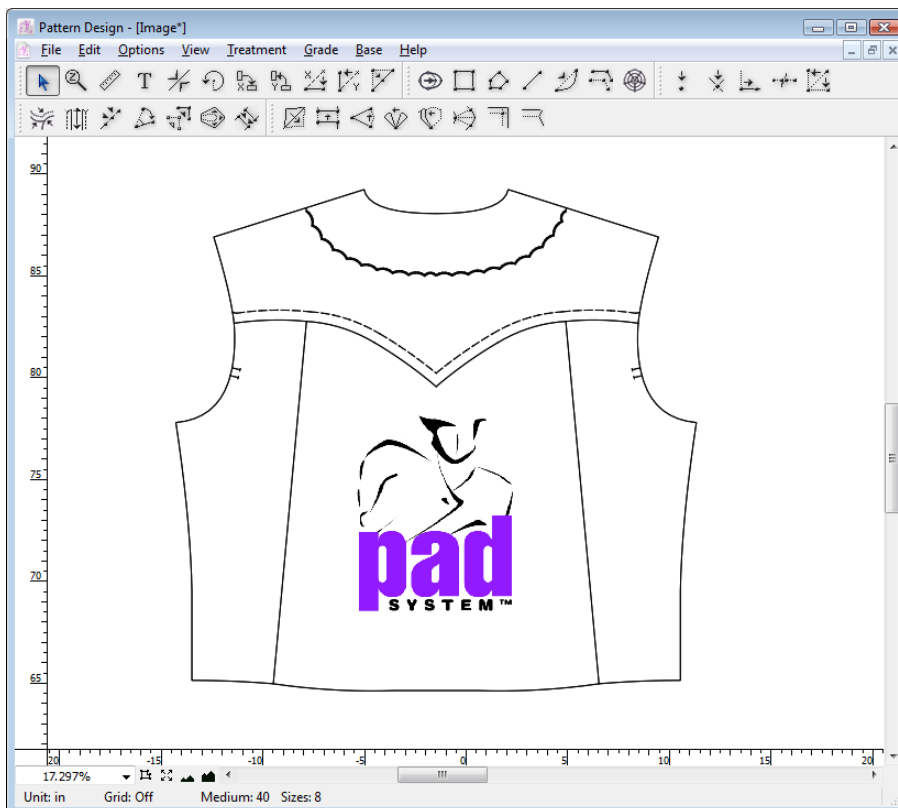 Pattern Design - [Image*]
File Edit Options View Treatment Grade Base Help
T
90
85
80
75
70
65
pad
SYSTEM™
20 -15 -10 -5 0 5 10 15 20
17.297%
Unit: in Grid: Off Medium: 40 Sizes: 8